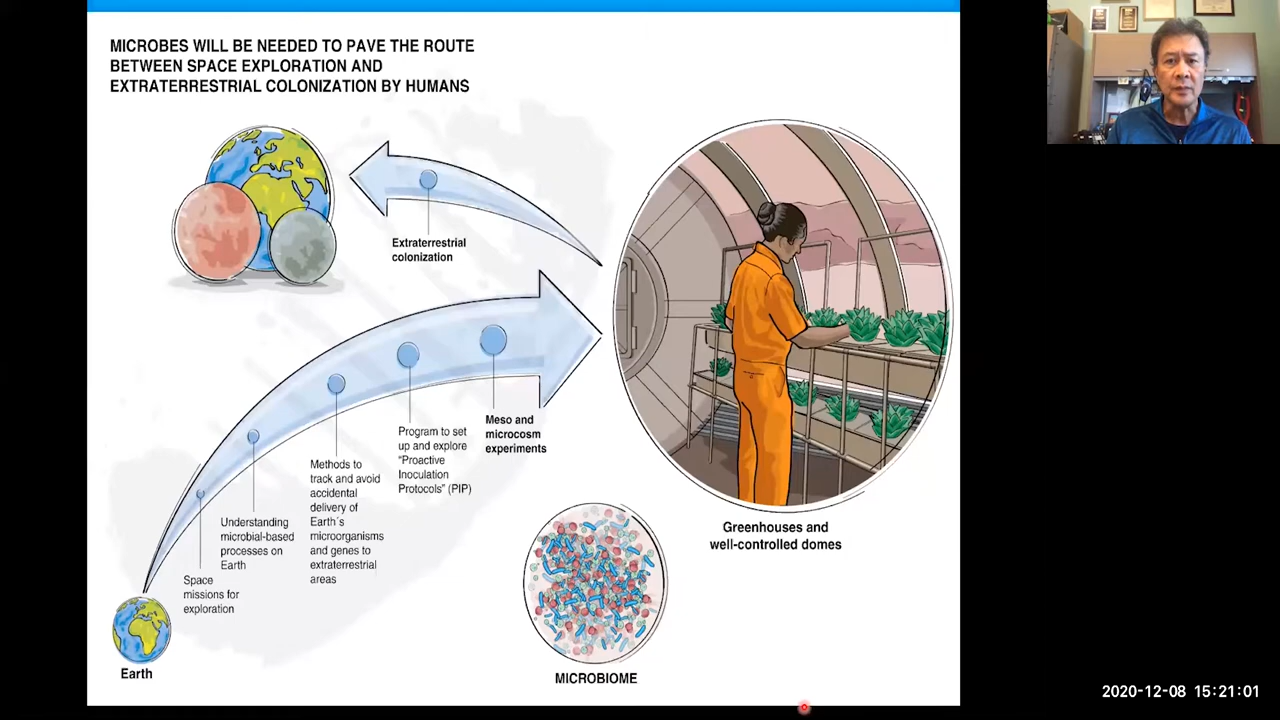 MICROBES WILL BE NEEDED TO PAVE THE ROUTE
BETWEEN SPACE EXPLORATION AND
EXTRATERRESTRIAL COLONIZATION BY HUMANS
Extraterrestrial
colonization
Meso and
microcosm
experiments
Program to set
up and explore
“Proactive
Inoculation
Protocols” (PIP)
Methods to
track and avoid
accidental
delivery of
Earth´s
microorganisms
and genes to
extraterrestrial
areas
Understanding
microbial-based
processes on
Earth
Space
missions for
exploration
Earth
Greenhouses and
well-controlled domes
MICROBIOME
2020-12-08 15:21:01